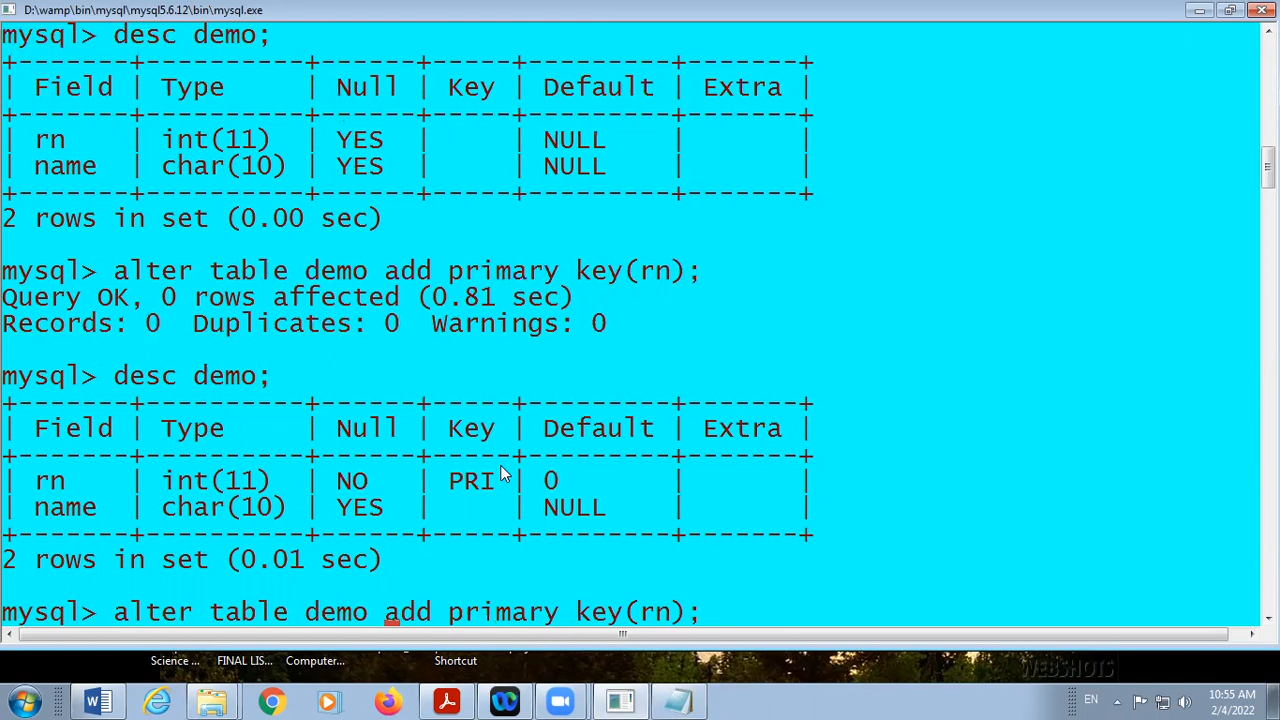 D:\wamp\bin\mysql\mysql5.6.12\bin\mysql.exe
mysql> desc demo;
+-------+----------+------+-----+---------+-------+
| Field | Type     | Null | Key | Default | Extra |
+-------+----------+------+-----+---------+-------+
| rn    | int(11)  | YES  |     | NULL    |       |
| name  | char(10) | YES  |     | NULL    |       |
+-------+----------+------+-----+---------+-------+
2 rows in set (0.00 sec)
mysql> alter table demo add primary key(rn);
Query OK, 0 rows affected (0.81 sec)
Records: 0  Duplicates: 0  Warnings: 0
mysql> desc demo;
+-------+----------+------+-----+---------+-------+
| Field | Type     | Null | Key | Default | Extra |
+-------+----------+------+-----+---------+-------+
| rn    | int(11)  | NO   | PRI | 0       |       |
| name  | char(10) | YES  |     | NULL    |       |
+-------+----------+------+-----+---------+-------+
2 rows in set (0.01 sec)
mysql> alter table demo add primary key(rn);
Science ... FINAL LIS... Computer... Shortcut
WEBSHOTS
EN
10:55 AM
2/4/2022